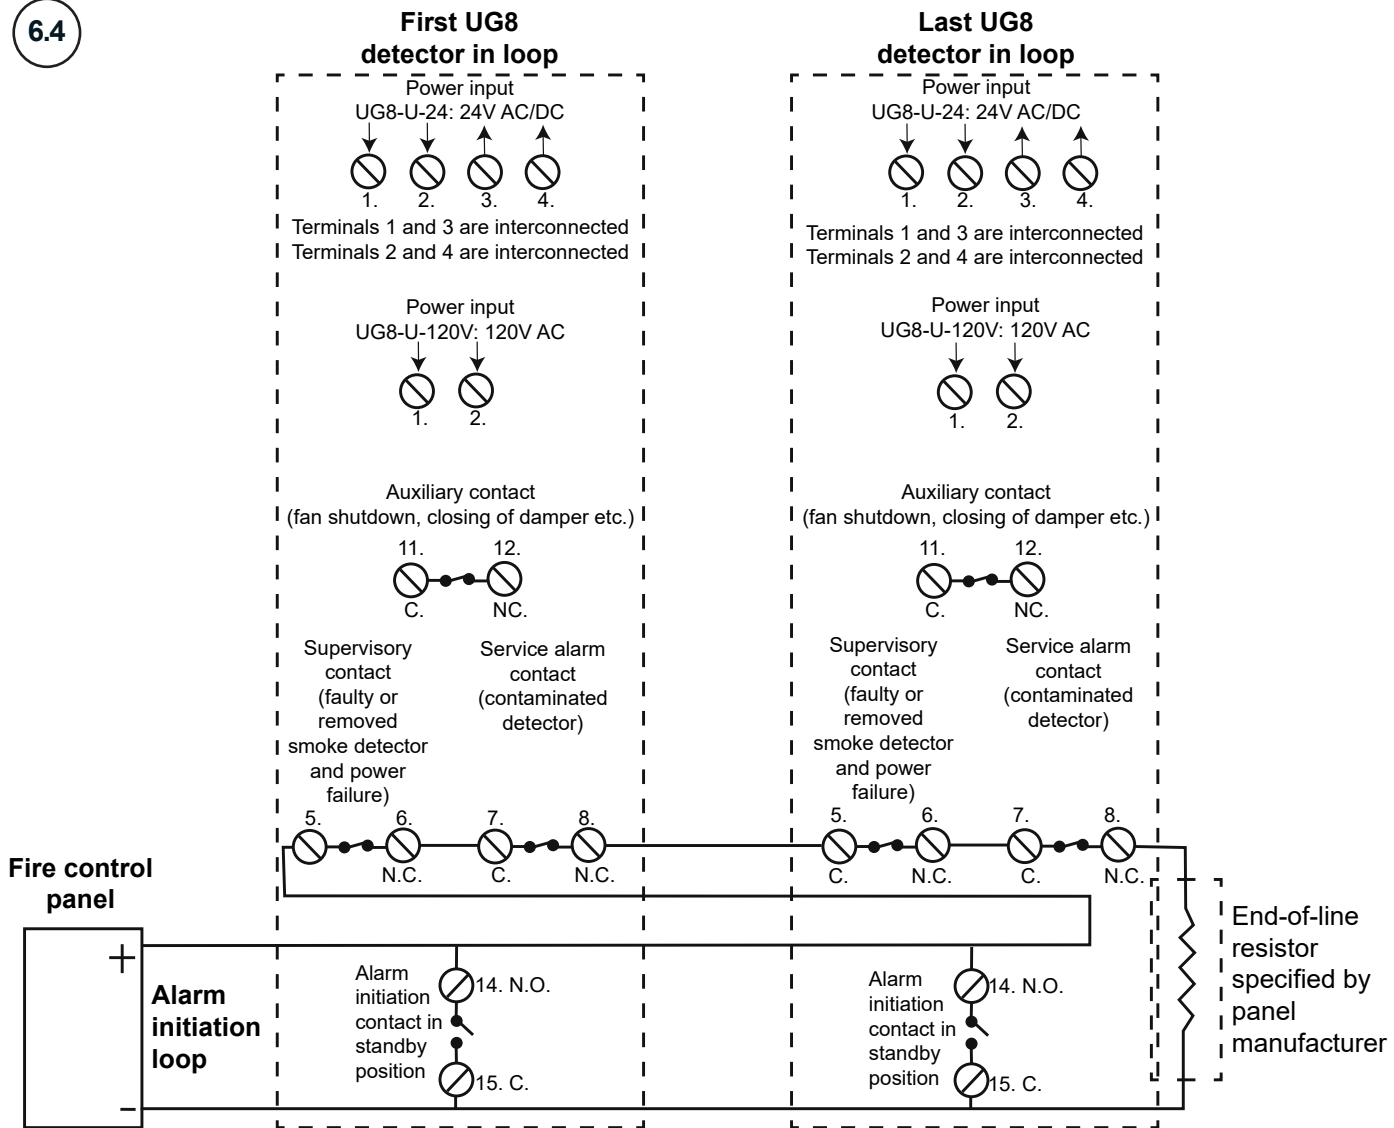 6.4
First UG8
detector in loop
Power input
UG8-U-24: 24V AC/DC
1. 2. 3. 4.
Terminals 1 and 3 are interconnected
Terminals 2 and 4 are interconnected
Power input
UG8-U-120V: 120V AC
1. 2.
Auxiliary contact
(fan shutdown, closing of damper etc.)
11. 12.
C. NC.
Supervisory
contact
(faulty or
removed
smoke detector
and power
failure)
Service alarm
contact
(contaminated
detector)
5. 6. 7. 8.
N.C. C. N.C.
Last UG8
detector in loop
Power input
UG8-U-24: 24V AC/DC
1. 2. 3. 4.
Terminals 1 and 3 are interconnected
Terminals 2 and 4 are interconnected
Power input
UG8-U-120V: 120V AC
1. 2.
Auxiliary contact
(fan shutdown, closing of damper etc.)
11. 12.
C. NC.
Supervisory
contact
(faulty or
removed
smoke detector
and power
failure)
Service alarm
contact
(contaminated
detector)
5. 6. 7. 8.
C. N.C. C. N.C.
Fire control
panel
+
–
Alarm
initiation
loop
Alarm
initiation
contact in
standby
position
14. N.O.
15. C.
Alarm
initiation
contact in
standby
position
14. N.O.
15. C.
End-of-line
resistor
specified by
panel
manufacturer